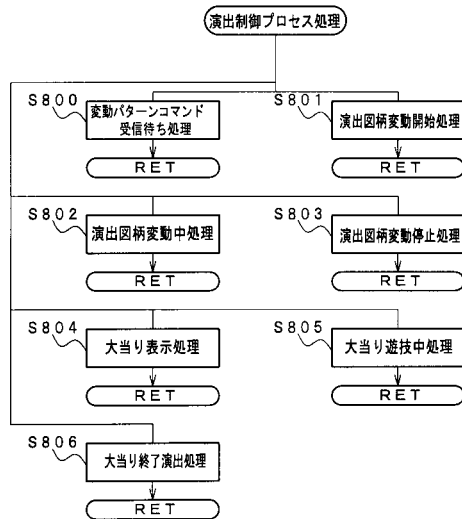 演出制御プロセス処理
S800
変動パターンコマンド
受信待ち処理
RET
S801
演出図柄変動開始処理
RET
S802
演出図柄変動中処理
RET
S803
演出図柄変動停止処理
RET
S804
大当り表示処理
RET
S805
大当り遊技中処理
RET
S806
大当り終了演出処理
RET